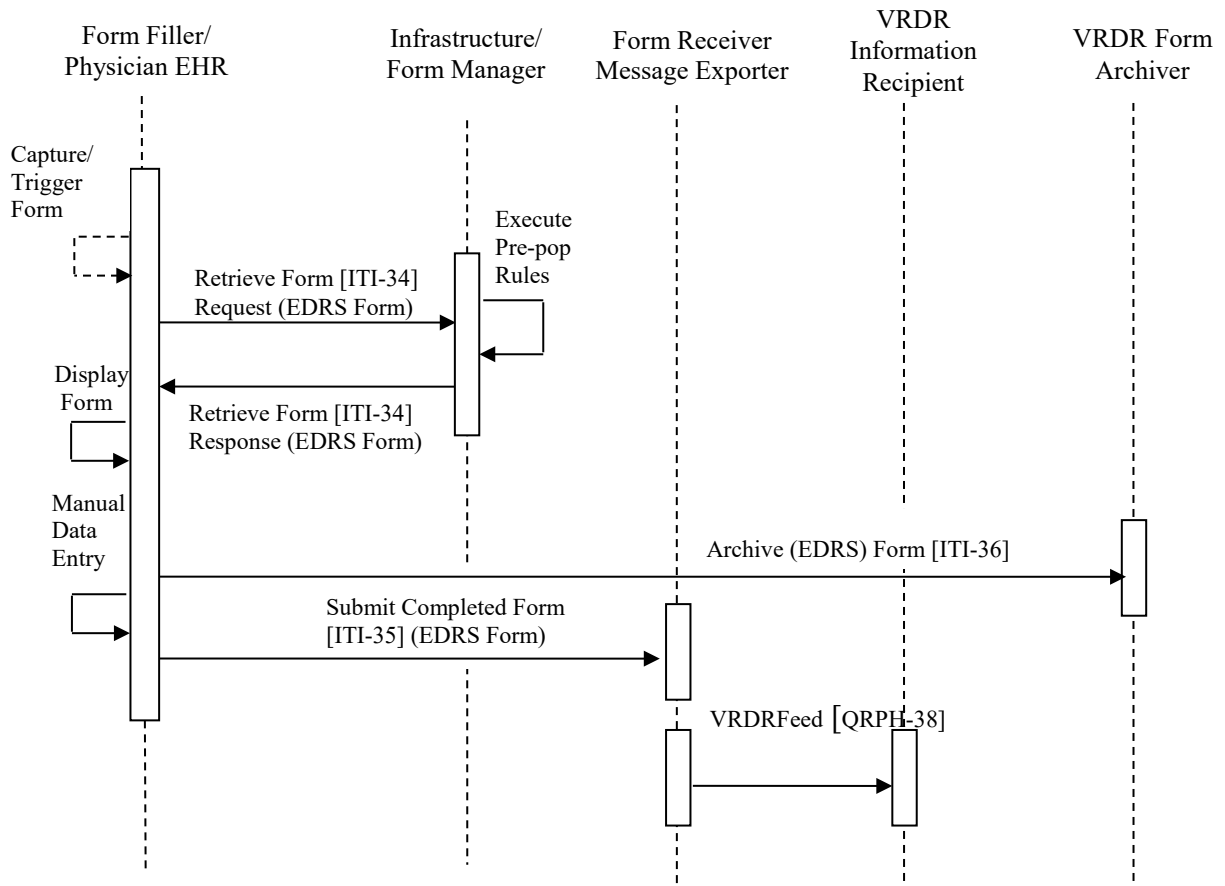 Form Filler/
Physician EHR
Infrastructure/
Form Manager
Form Receiver
Message Exporter
VRDR
Information
Recipient
VRDR Form
Archiver
Capture/
Trigger
Form
Execute
Pre-pop
Rules
Retrieve Form [ITI-34]
Request (EDRS Form)
Display
Form
Retrieve Form [ITI-34]
Response (EDRS Form)
Manual
Data
Entry
Archive (EDRS) Form [ITI-36]
Submit Completed Form
[ITI-35] (EDRS Form)
VRDRFeed [QRPH-38]